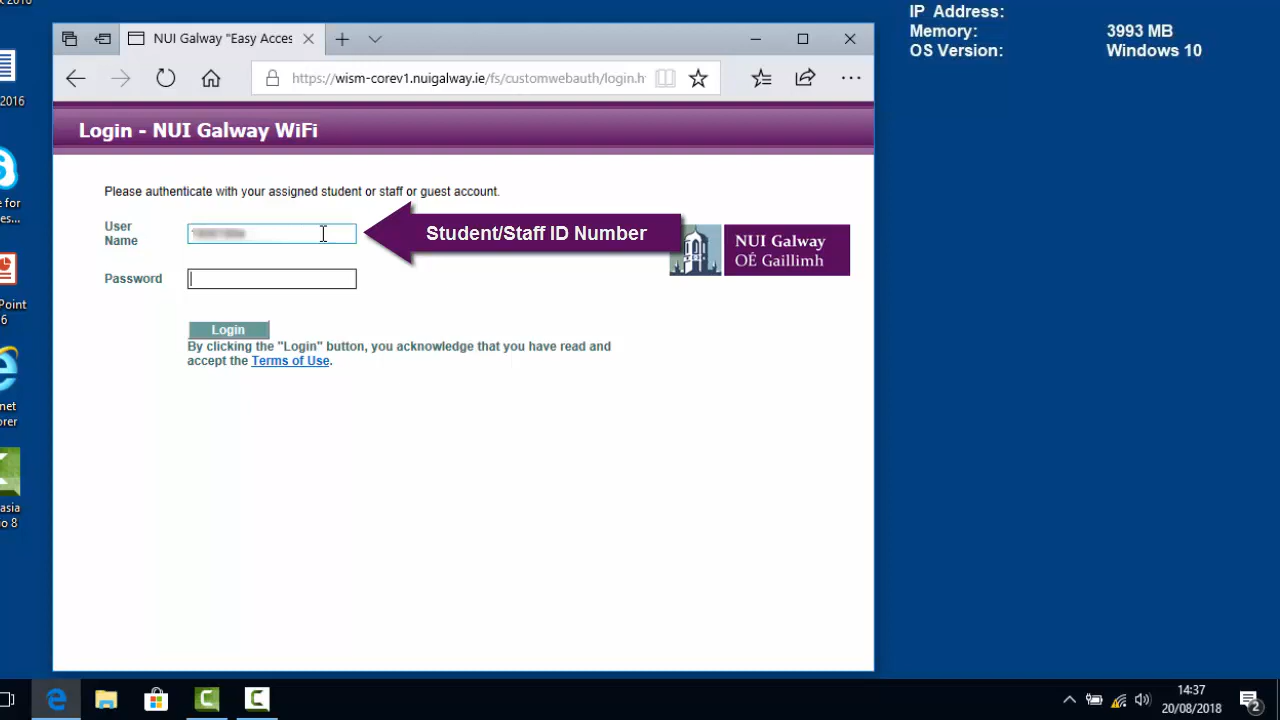 2016
IP Address:
Memory: 3993 MB
OS Version: Windows 10
NUI Galway "Easy Acces
2016
https://wism-corev1.nuigalway.ie/fs/customwebauth/login.h
Login - NUI Galway WiFi
Please authenticate with your assigned student or staff or guest account.
User
Name
Student/Staff ID Number
NUI Galway
OÉ Gaillimh
e for
es...
Password
Point
6
Login
By clicking the "Login" button, you acknowledge that you have read and
accept the Terms of Use.
net
orer
asia
o 8
14:37
20/08/2018
2